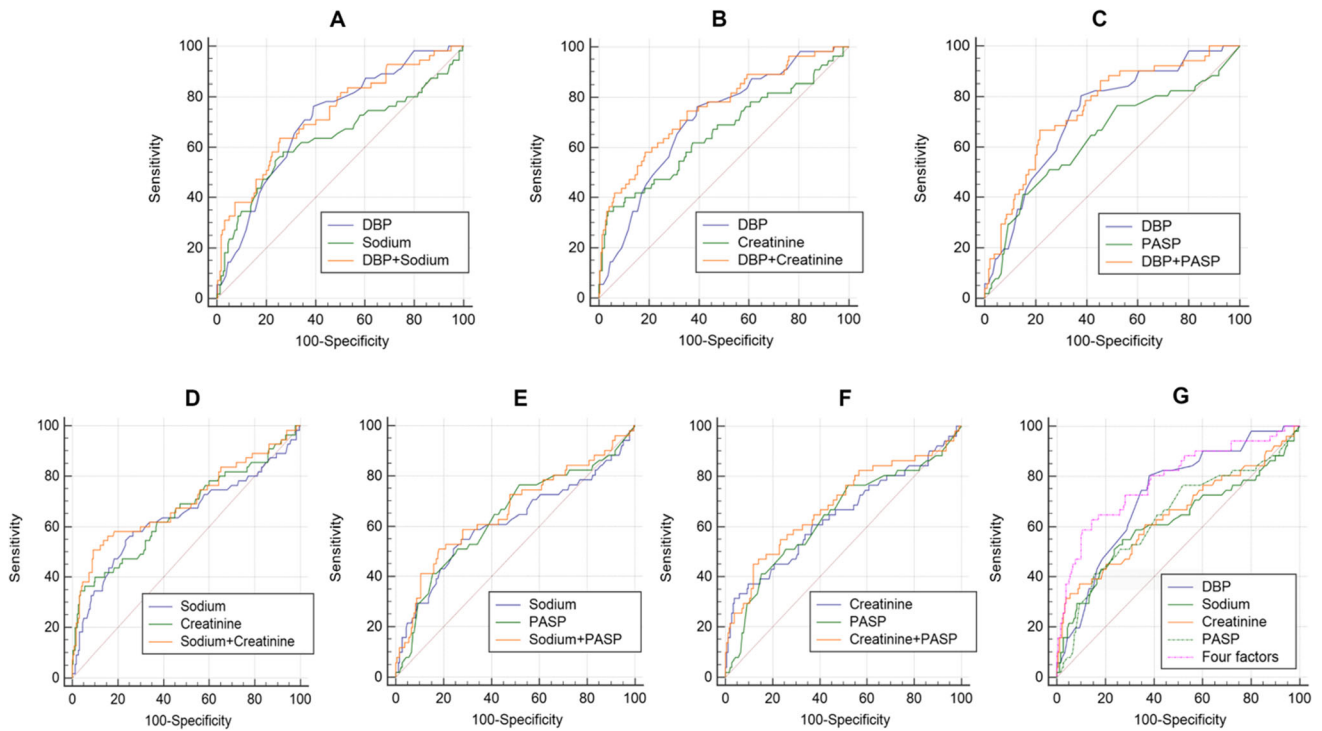 A
B
C
100
80
60
40
20
0
Sensitivity
DBP
Sodium
DBP+Sodium
0 20 40 60 80 100
100-Specificity
100
80
60
40
20
0
Sensitivity
DBP
Creatinine
DBP+Creatinine
0 20 40 60 80 100
100-Specificity
100
80
60
40
20
0
Sensitivity
DBP
PASP
DBP+PASP
0 20 40 60 80 100
100-Specificity
D
E
F
G
100
80
60
40
20
0
Sensitivity
Sodium
Creatinine
Sodium+Creatinine
0 20 40 60 80 100
100-Specificity
100
80
60
40
20
0
Sensitivity
Sodium
PASP
Sodium+PASP
0 20 40 60 80 100
100-Specificity
100
80
60
40
20
0
Sensitivity
Creatinine
PASP
Creatinine+PASP
0 20 40 60 80 100
100-Specificity
100
80
60
40
20
0
Sensitivity
DBP
Sodium
Creatinine
PASP
Four factors
0 20 40 60 80 100
100-Specificity